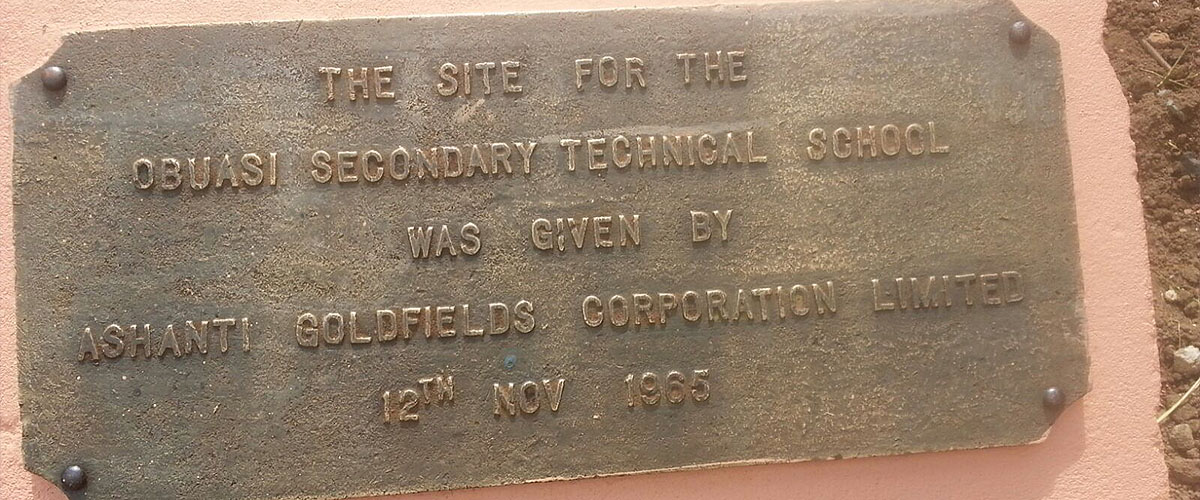 THE SITE FOR THE
OBUASI SECONDARY TECHNICAL SCHOOL
WAS GIVEN BY
ASHANTI GOLDFIELDS CORPORATION LIMITED
12TH NOV 1965